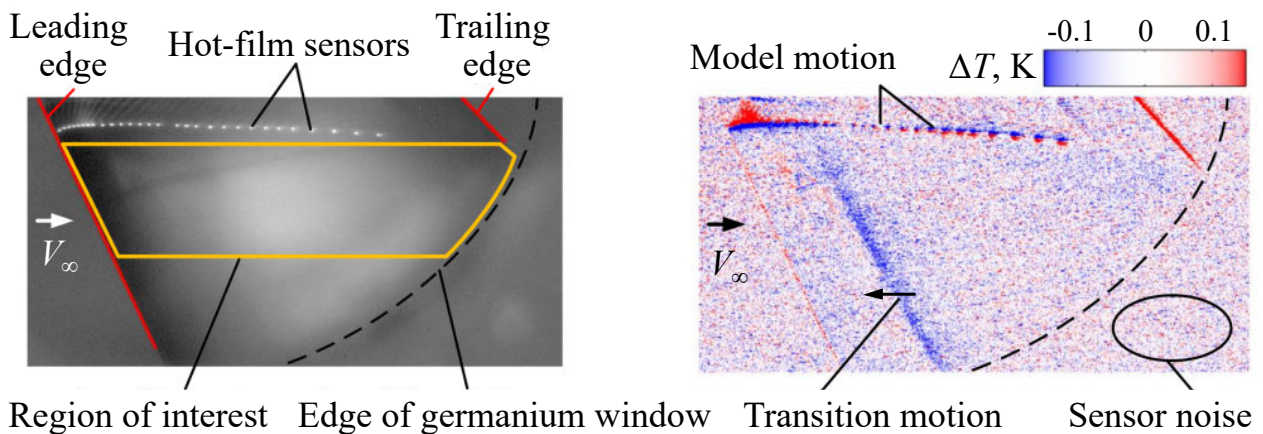 Leading
edge
Hot-film sensors
Trailing
edge
V∞
Region of interest
Edge of germanium window
-0.1 0 0.1
ΔT, K
Model motion
V∞
Transition motion
Sensor noise